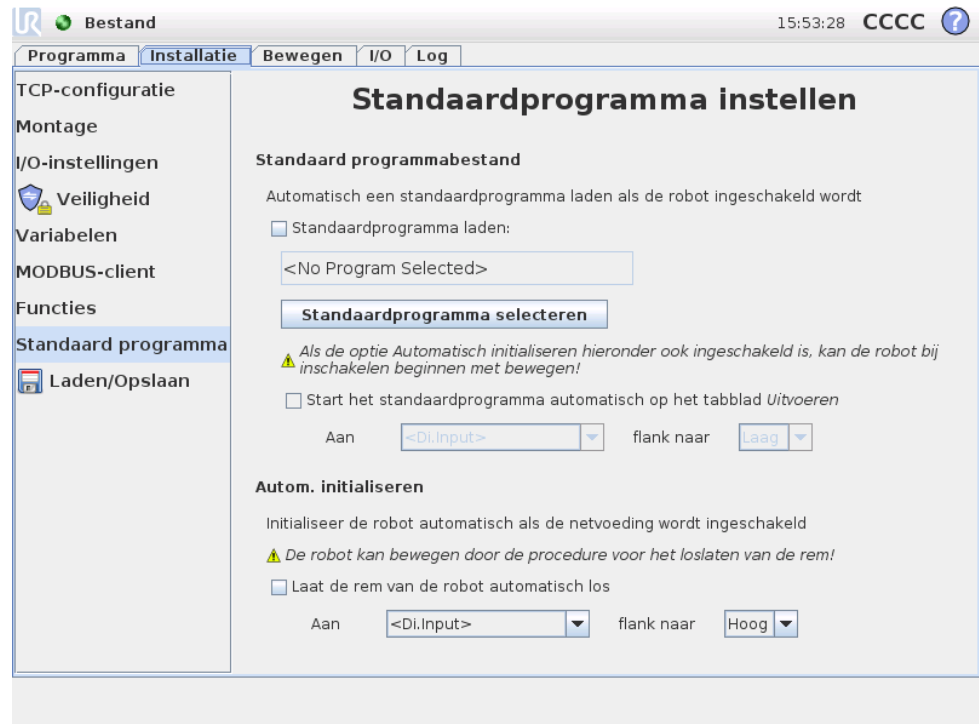 UR Bestand 15:53:28 CCCC ?
Programma Installatie Bewegen I/O Log
TCP-configuratie
Montage
I/O-instellingen
Veiligheid
Variabelen
MODBUS-client
Functies
Standaard programma
Laden/Opslaan
Standaardprogramma instellen
Standaard programmabestand
Automatisch een standaardprogramma laden als de robot ingeschakeld wordt
Standaardprogramma laden:
<No Program Selected>
Standaardprogramma selecteren
Als de optie Automatisch initialiseren hieronder ook ingeschakeld is, kan de robot bij
inschakelen beginnen met bewegen!
Start het standaardprogramma automatisch op het tabblad Uitvoeren
Aan <Di.Input> flank naar Laag
Autom. initialiseren
Initialiseer de robot automatisch als de netvoeding wordt ingeschakeld
De robot kan bewegen door de procedure voor het loslaten van de rem!
Laat de rem van de robot automatisch los
Aan <Di.Input> flank naar Hoog